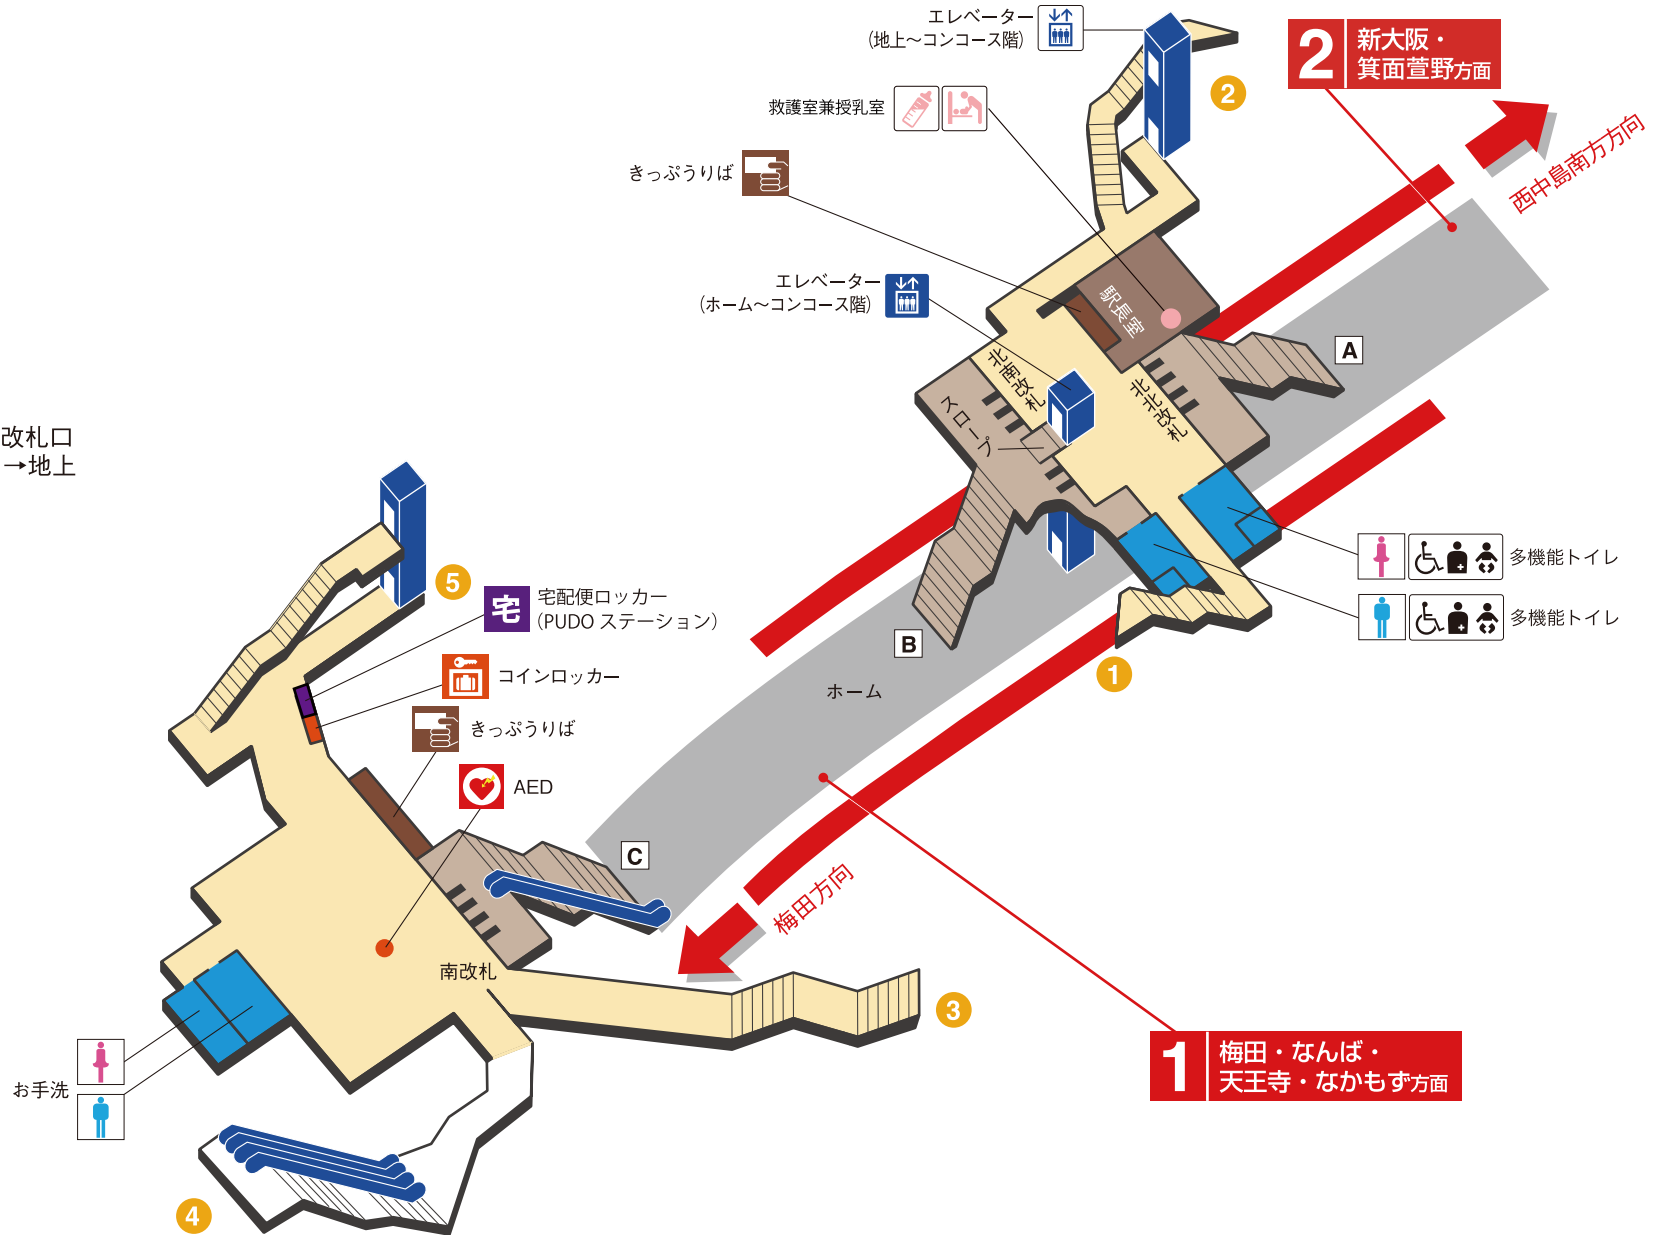 エレベーター
(地上～コンコース階)
2
2
新大阪・
箕面萱野方面
救護室兼授乳室
西中島南方方向
きっぷうりば
エレベーター
(ホーム～コンコース階)
駅長室
北南改札
北北改札
スロープ
A
改札口
→地上
多機能トイレ
多機能トイレ
5
宅
宅配便ロッカー
(PUDO ステーション)
B
1
コインロッカー
ホーム
きっぷうりば
AED
C
梅田方向
南改札
3
1
梅田・なんば・
天王寺・なかもず方面
お手洗
4